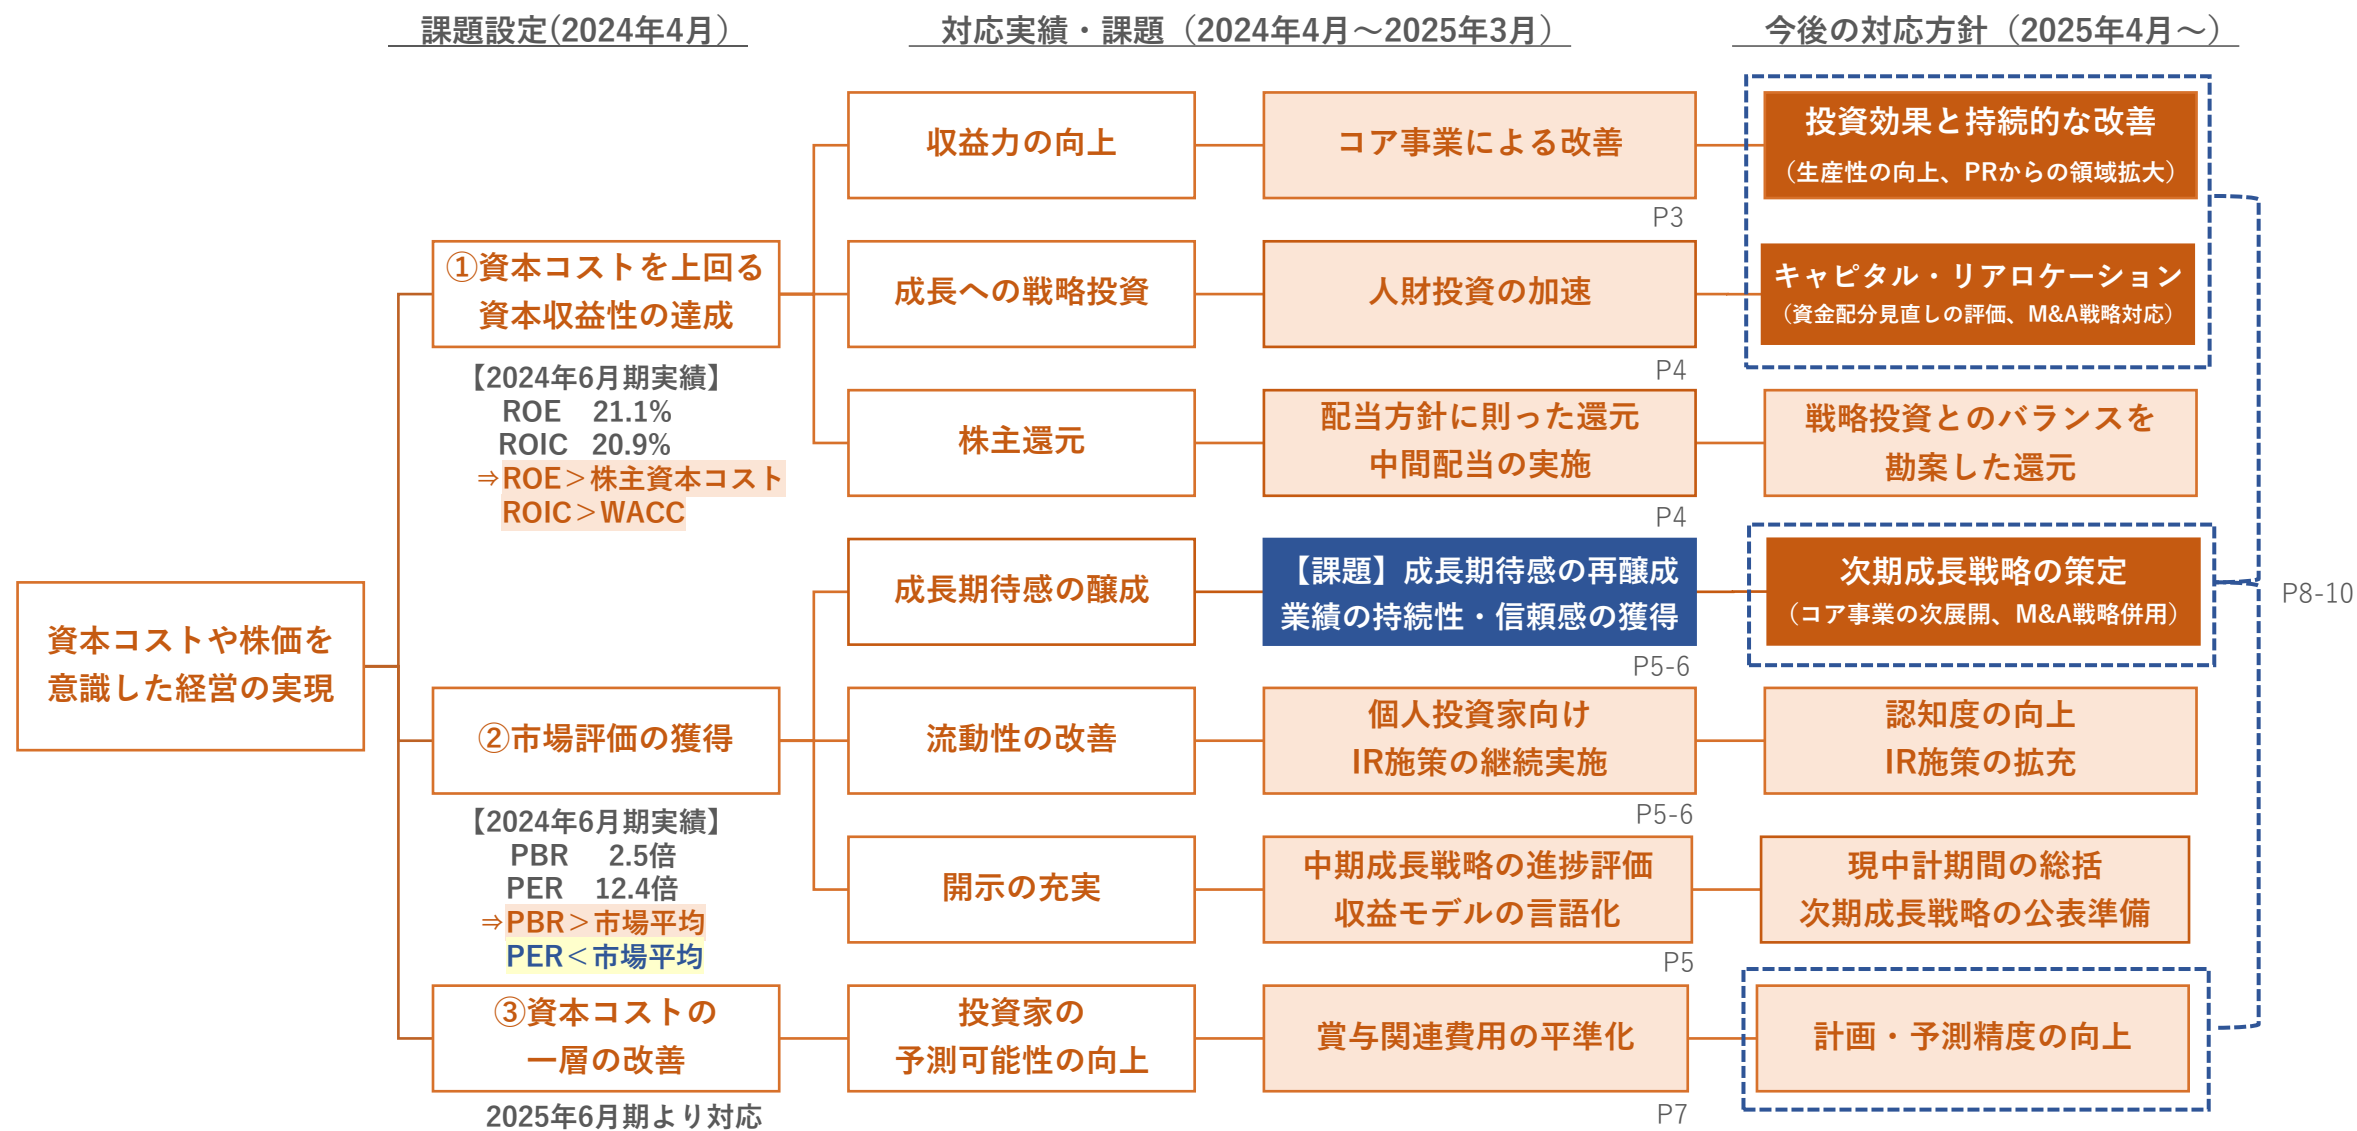 課題設定(2024年4月）
対応実績・課題（2024年4月～2025年3月）
今後の対応方針（2025年4月～）
資本コストや株価を
意識した経営の実現
①資本コストを上回る
資本収益性の達成
【2024年6月期実績】
ROE 21.1%
ROIC 20.9%
⇒ROE＞株主資本コスト
ROIC＞WACC
収益力の向上
コア事業による改善
P3
投資効果と持続的な改善
（生産性の向上、PRからの領域拡大）
成長への戦略投資
人財投資の加速
P4
キャピタル・リアロケーション
（資金配分見直しの評価、M&A戦略対応）
株主還元
配当方針に則った還元
中間配当の実施
P4
戦略投資とのバランスを
勘案した還元
②市場評価の獲得
【2024年6月期実績】
PBR 2.5倍
PER 12.4倍
⇒PBR＞市場平均
PER＜市場平均
成長期待感の醸成
【課題】成長期待感の再醸成
業績の持続性・信頼感の獲得
P5-6
次期成長戦略の策定
（コア事業の次展開、M&A戦略併用）
P8-10
流動性の改善
個人投資家向け
IR施策の継続実施
P5-6
認知度の向上
IR施策の拡充
開示の充実
中期成長戦略の進捗評価
収益モデルの言語化
P5
現中計期間の総括
次期成長戦略の公表準備
③資本コストの
一層の改善
2025年6月期より対応
投資家の
予測可能性の向上
賞与関連費用の平準化
P7
計画・予測精度の向上